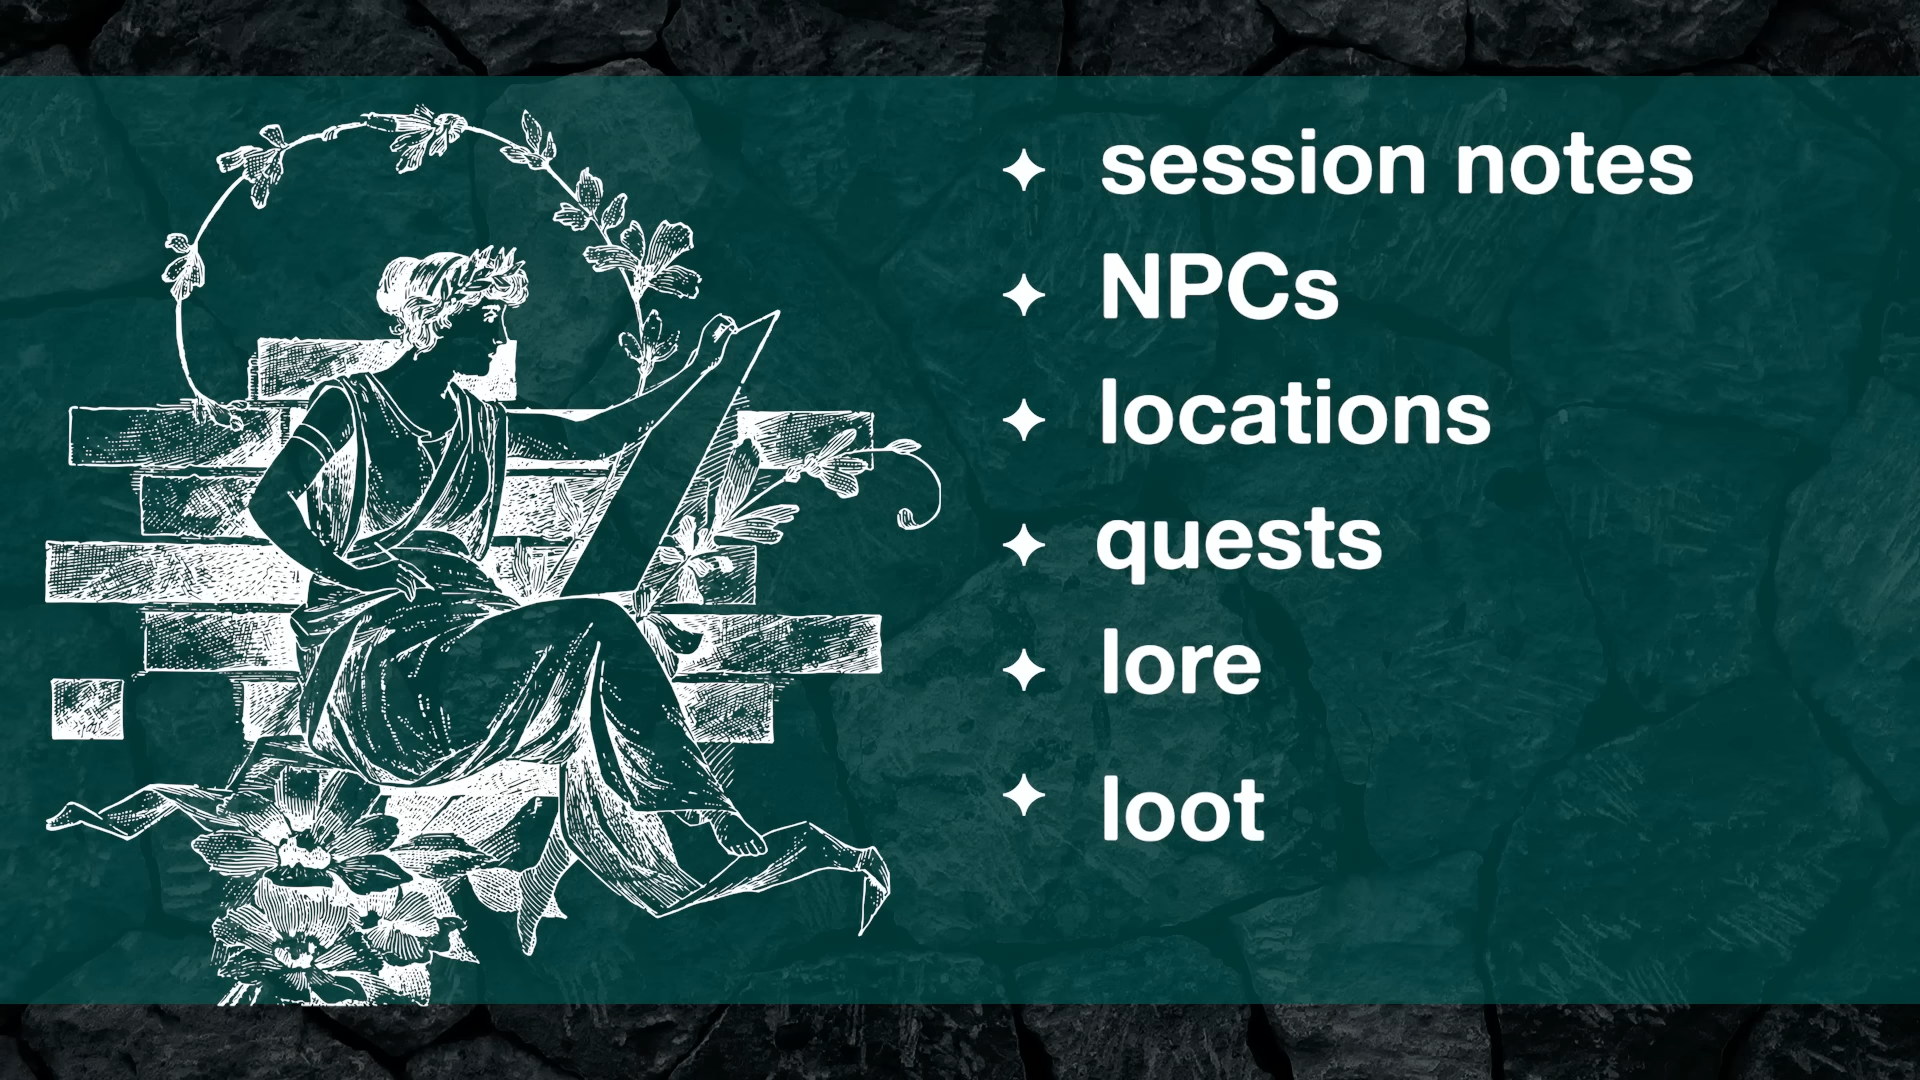 session notes
NPCs
locations
quests
lore
loot